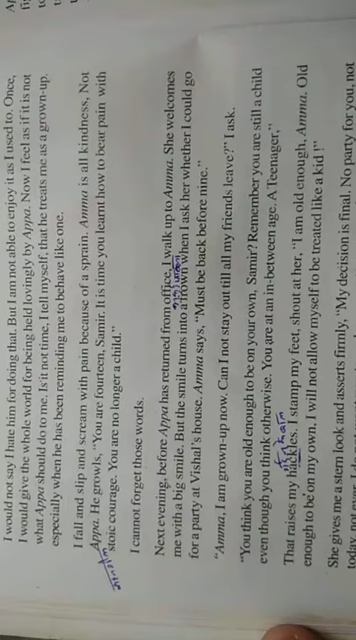 I would not say I hate him for doing that. But I am not able to enjoy it as I used to. Once,
I would give the whole world for being held lovingly by Appa. Now I feel as if it is not
what Appa should do to me. Is it not time, I tell myself, that he treats me as a grown-up,
especially when he has been reminding me to behave like one.
I fall and slip and scream with pain because of a sprain. Amma is all kindness, Not
Appa. He growls, "You are fourteen, Samir. It is time you learnt how to bear pain with
stoic courage. You are no longer a child."
I cannot forget those words.
Next evening, before Appa has returned from office, I walk up to Amma. She welcomes
me with a big smile. But the smile turns into a frown when I ask her whether I could go
for a party at Vishal's house. Amma says, "Must be back before nine."
"Amma, I am grown-up now. Can I not stay out till all my friends leave?" I ask.
"You think you are old enough to be on your own, Samir? Remember you are still a child
even though you think otherwise. You are at an in-between age. A Teenager,"
That raises my hackles. I stamp my feet, shout at her, "I am old enough, Amma. Old
enough to be on my own. I will not allow myself to be treated like a kid!"
She gives me a stern look and asserts firmly, "My decision is final. No party for you, not
today